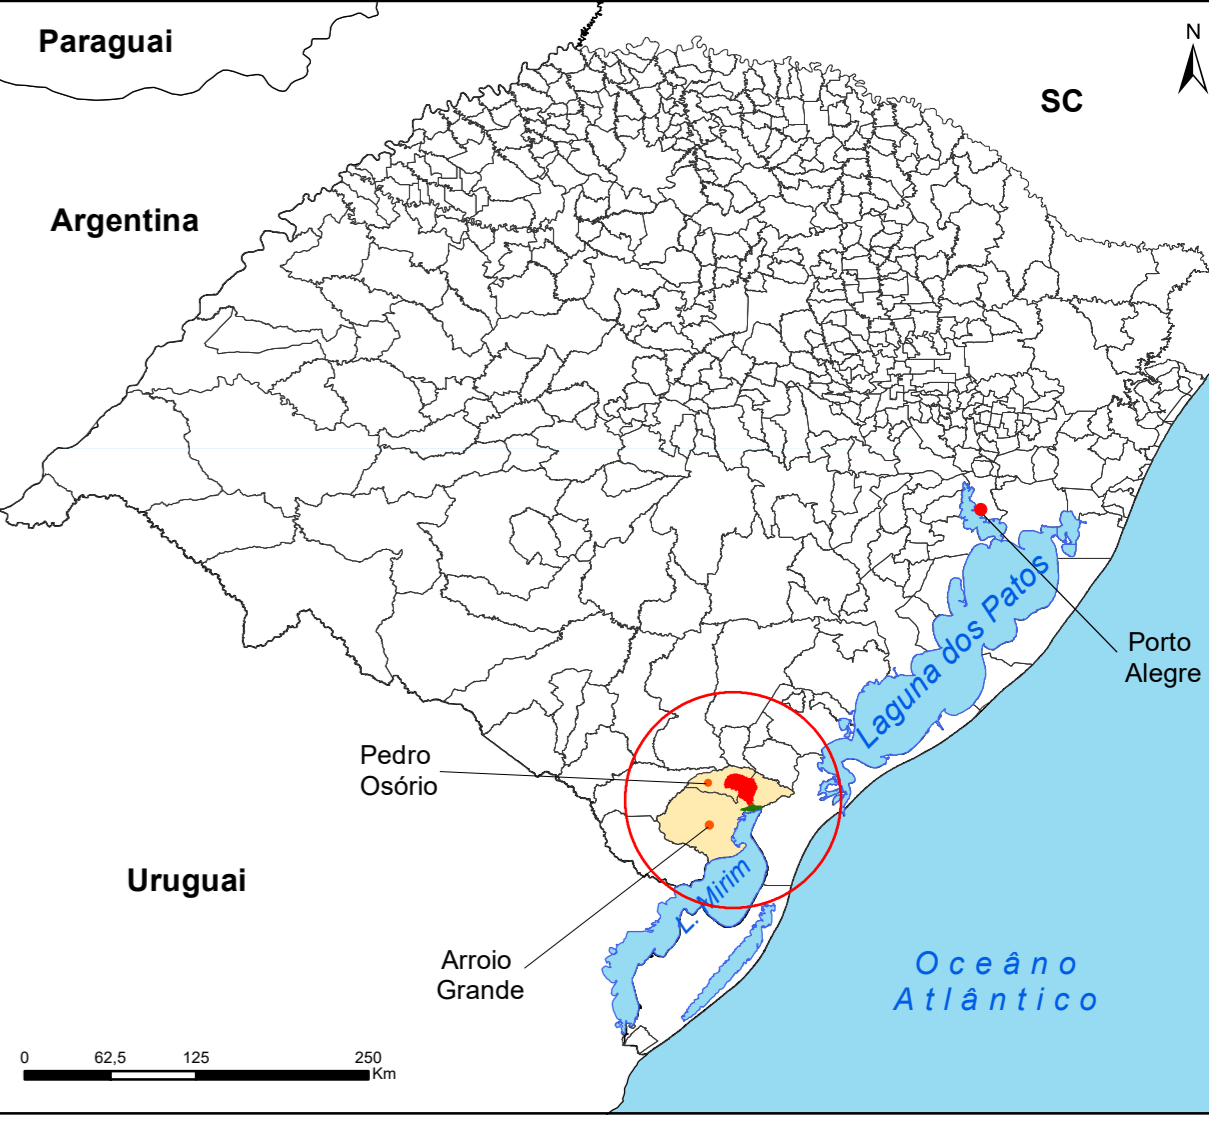 Paraguai
N
SC
Argentina
Laguna dos Patos
Porto
Alegre
Pedro
Osório
Uruguai
L. Mirim
Arroio
Grande
Oceâno
Atlântico
0 62,5 125 250
Km